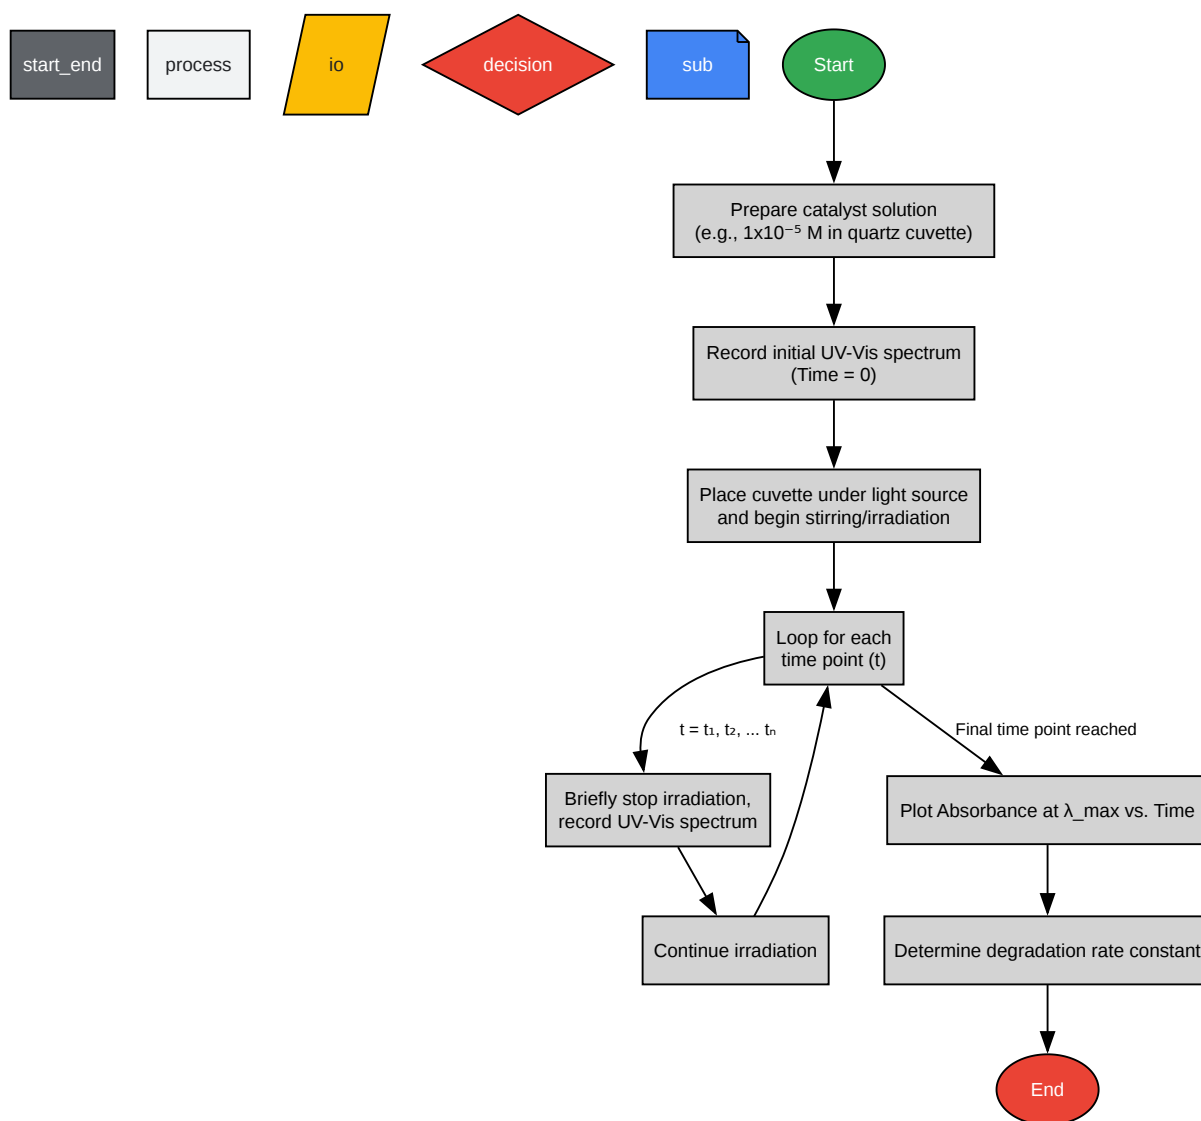 start_end
process
io
decision
sub
Start
Prepare catalyst solution
(e.g., 1x10⁻⁵ M in quartz cuvette)
Record initial UV-Vis spectrum
(Time = 0)
Place cuvette under light source
and begin stirring/irradiation
Loop for each
time point (t)
t = t₁, t₂, ... tₙ
Final time point reached
Briefly stop irradiation,
record UV-Vis spectrum
Plot Absorbance at λ_max vs. Time
Continue irradiation
Determine degradation rate constant
End